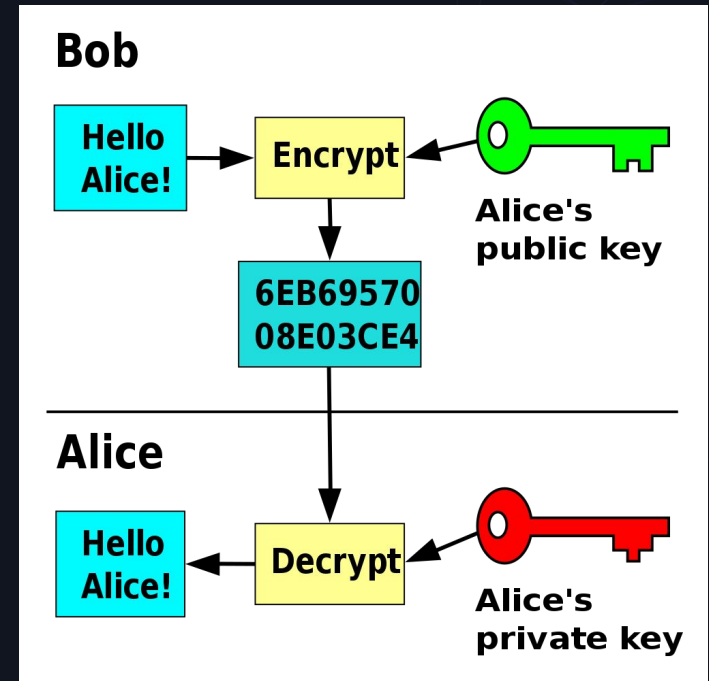 Bob
Hello
Alice!
Encrypt
Alice's
public key
6EB69570
08E03CE4
Alice
Hello
Alice!
Decrypt
Alice's
private key